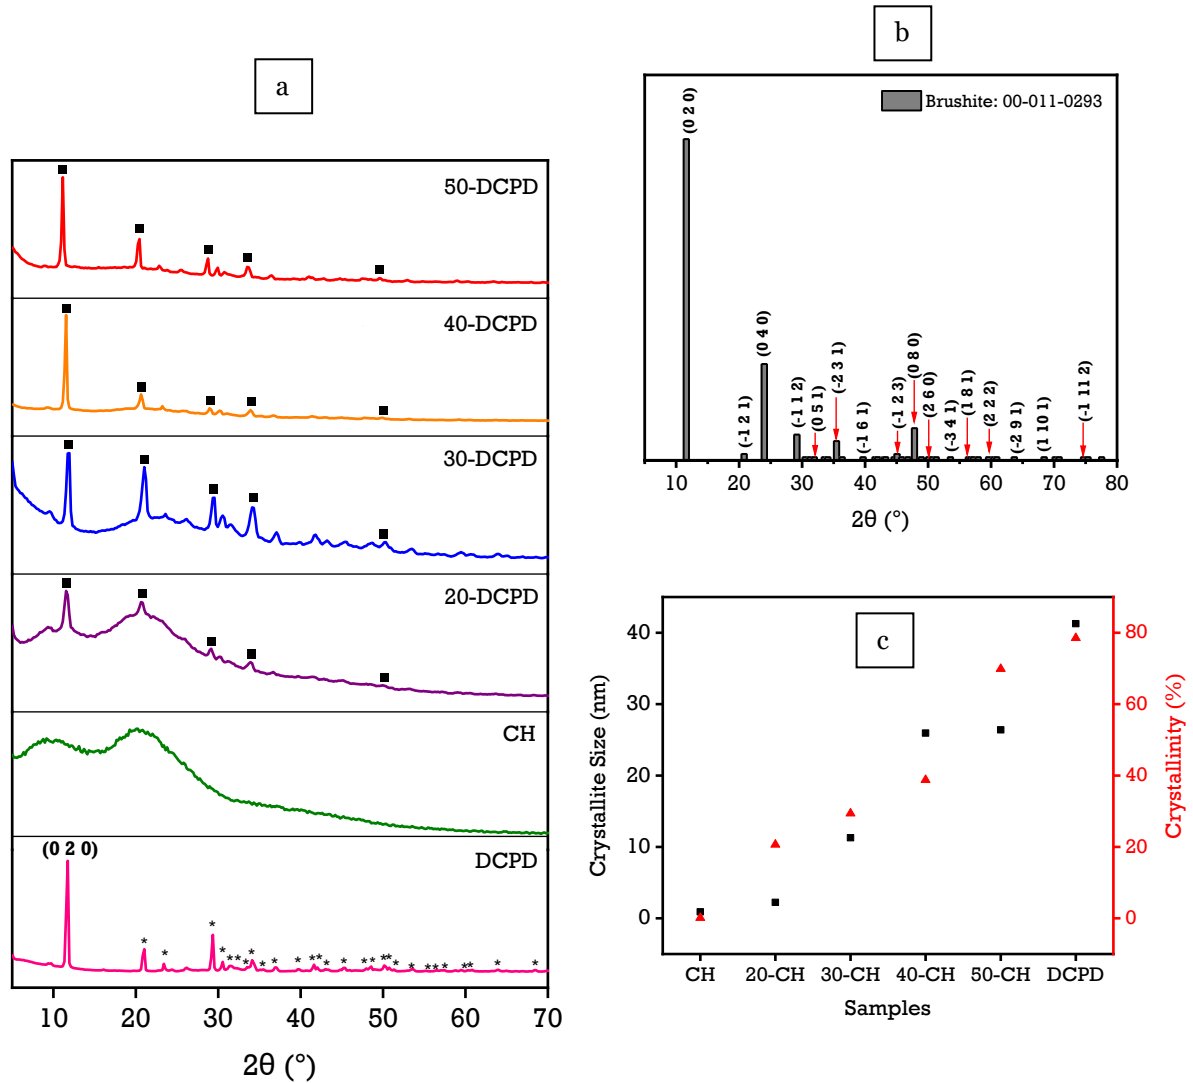 a
50-DCPD
40-DCPD
30-DCPD
20-DCPD
CH
DCPD
(0 2 0)
* * * * * * * * * * * * * * * * * * * * * * * * * * * *
10 20 30 40 50 60 70
2θ (°)
b
Brushite: 00-011-0293
(0 2 0)
(-1 2 1)
(0 4 0)
(-1 1 2)
(0 5 1)
(-2 3 1)
(-1 6 1)
(-1 2 3)
(0 8 0)
(2 6 0)
(-3 4 1)
(1 8 1)
(2 2 2)
(-2 9 1)
(1 10 1)
(-1 11 2)
10 20 30 40 50 60 70 80
2θ (°)
c
Crystallite Size (nm)
40
30
20
10
0
Crystallinity (%)
80
60
40
20
0
CH 20-CH 30-CH 40-CH 50-CH DCPD
Samples